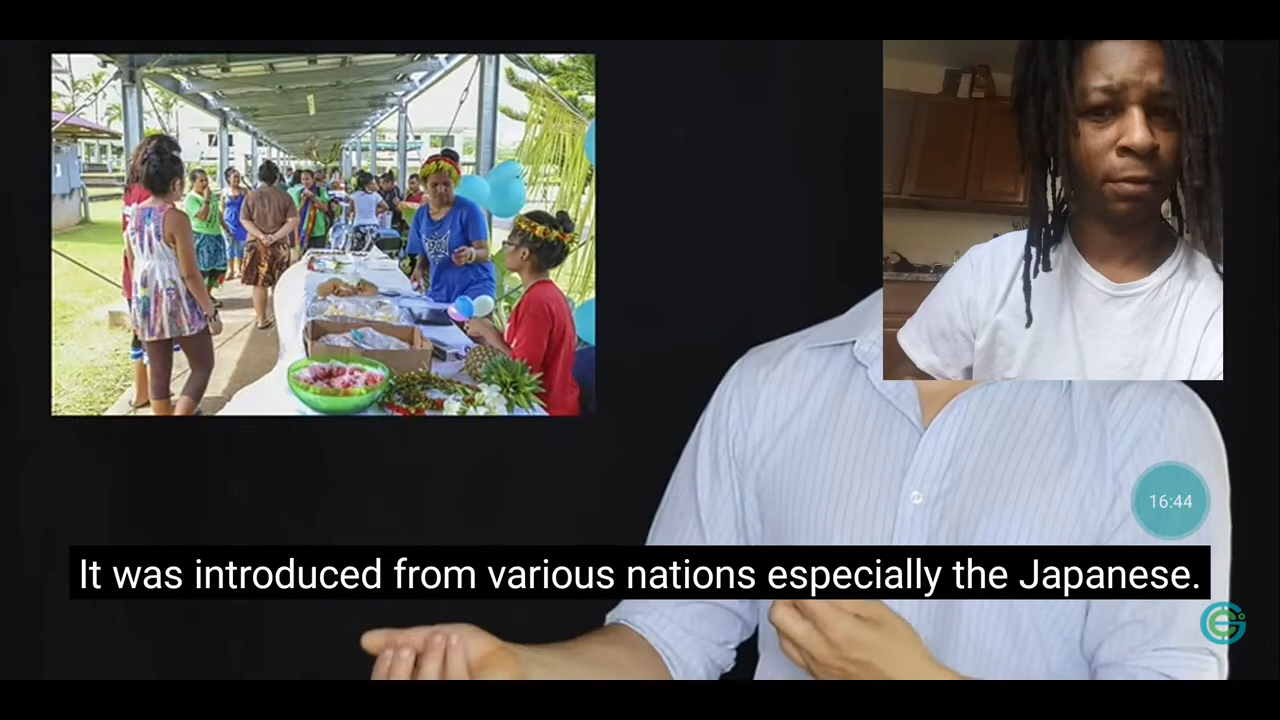 16:44
It was introduced from various nations especially the Japanese.